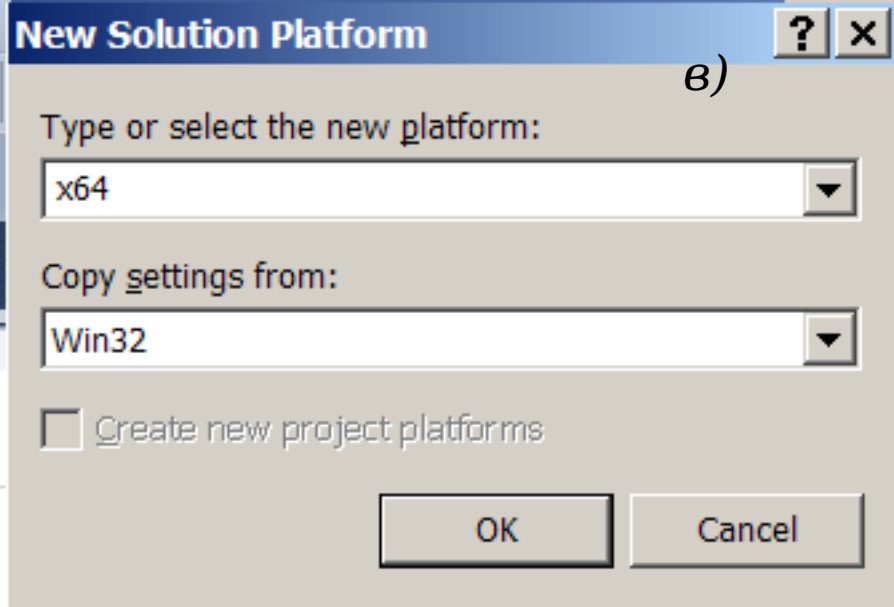 New Solution Platform
в)
Type or select the new platform:
x64
Copy settings from:
Win32
Create new project platforms
OK Cancel